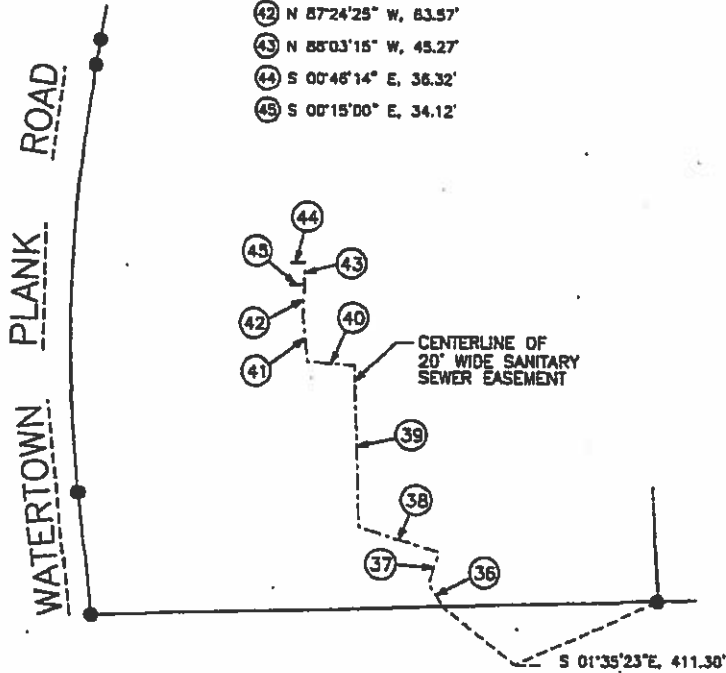 42 N 87°24'25" W, 83.57'
43 N 88°03'15" W, 45.27'
44 S 00°46'14" E, 36.32'
45 S 00°15'00" E, 34.12'
WATERTOWN PLANK ROAD
44
45
43
42
40
41
CENTERLINE OF
20' WIDE SANITARY
SEWER EASEMENT
39
38
37
36
S 01°35'23"E, 411.30'